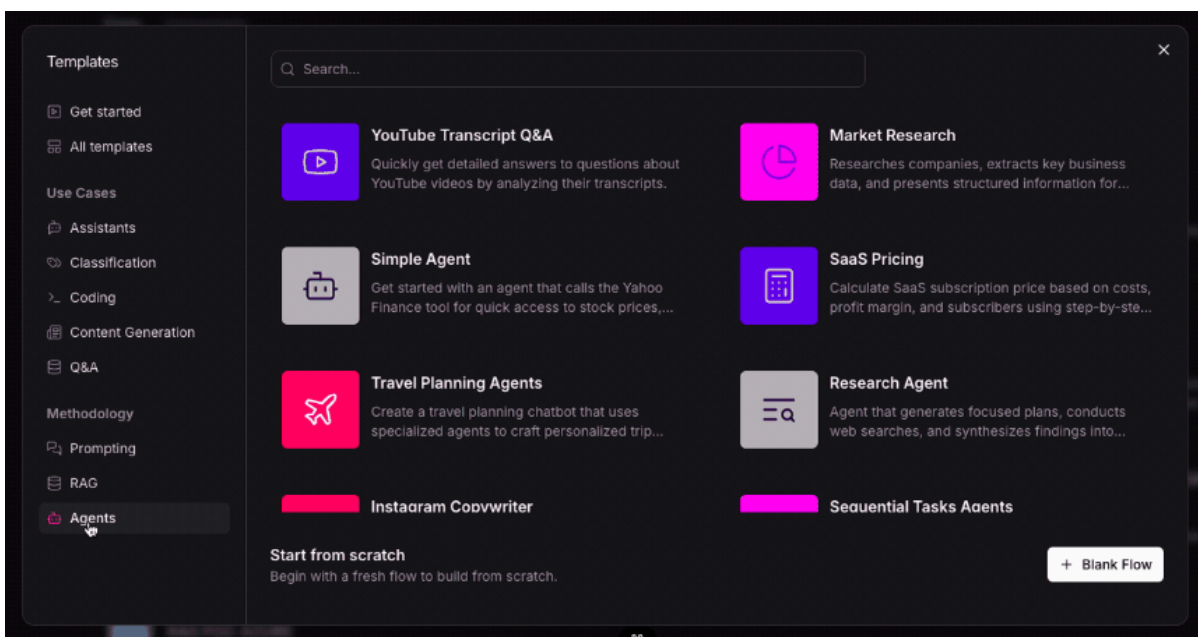 Templates
Get started
All templates
Use Cases
Assistants
Classification
Coding
Content Generation
Q&A
Methodology
Prompting
RAG
Agents
Search...
YouTube Transcript Q&A
Quickly get detailed answers to questions about
YouTube videos by analyzing their transcripts.
Market Research
Researches companies, extracts key business
data, and presents structured information for...
Simple Agent
Get started with an agent that calls the Yahoo
Finance tool for quick access to stock prices,...
SaaS Pricing
Calculate SaaS subscription price based on costs,
profit margin, and subscribers using step-by-ste...
Travel Planning Agents
Create a travel planning chatbot that uses
specialized agents to craft personalized trip...
Research Agent
Agent that generates focused plans, conducts
web searches, and synthesizes findings into...
Instagram Copywriter
Sequential Tasks Agents
Start from scratch
Begin with a fresh flow to build from scratch.
+ Blank Flow